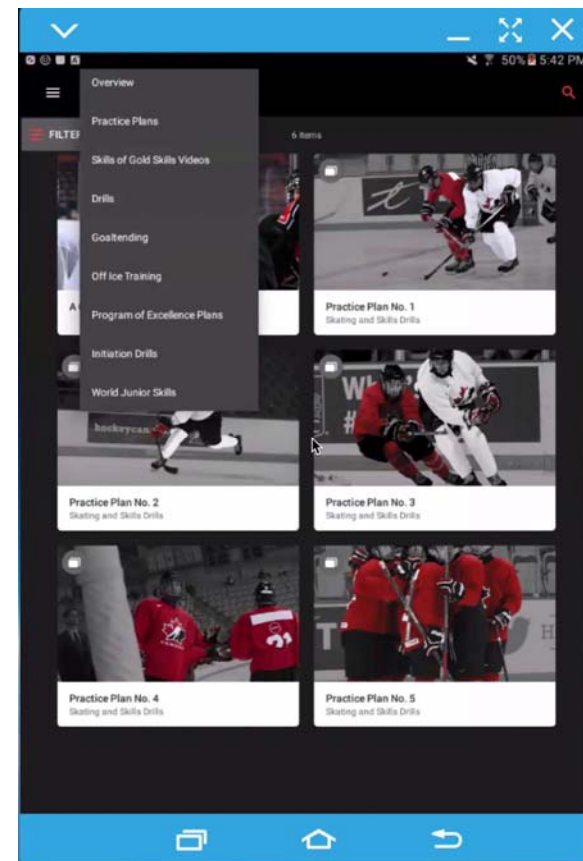 50% 5:42 PM
Overview
Practice Plans
FILTER
6 Items
Skills of Gold Skills Videos
Drills
Goaltending
Off Ice Training
Program of Excellence Plans
Initiation Drills
World Junior Skills
A
Practice Plan No. 1
Skating and Skills Drills
hockeycan
Practice Plan No. 2
Skating and Skills Drills
Practice Plan No. 3
Skating and Skills Drills
CANADA
21
Practice Plan No. 4
Skating and Skills Drills
Practice Plan No. 5
Skating and Skills Drills